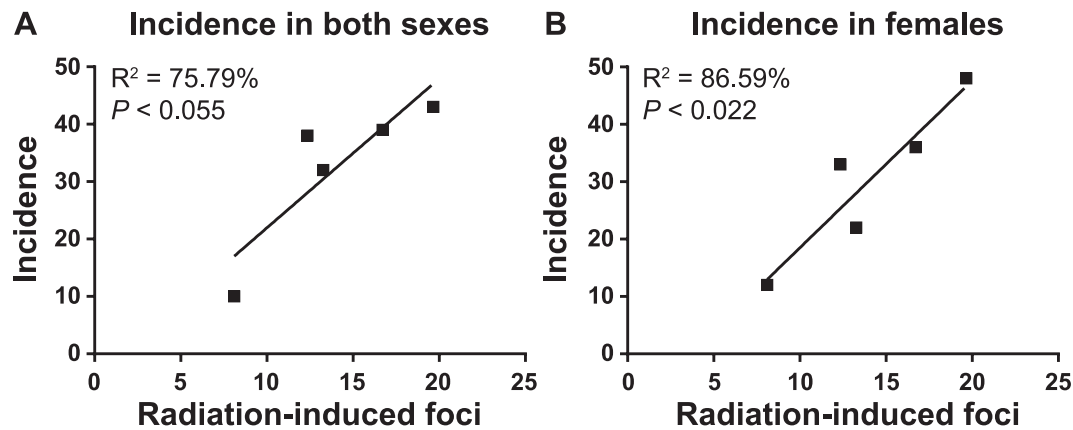 A Incidence in both sexes
R² = 75.79%
P < 0.055
Incidence
50
40
30
20
10
0
0 5 10 15 20 25
Radiation-induced foci
B Incidence in females
R² = 86.59%
P < 0.022
Incidence
50
40
30
20
10
0
0 5 10 15 20 25
Radiation-induced foci